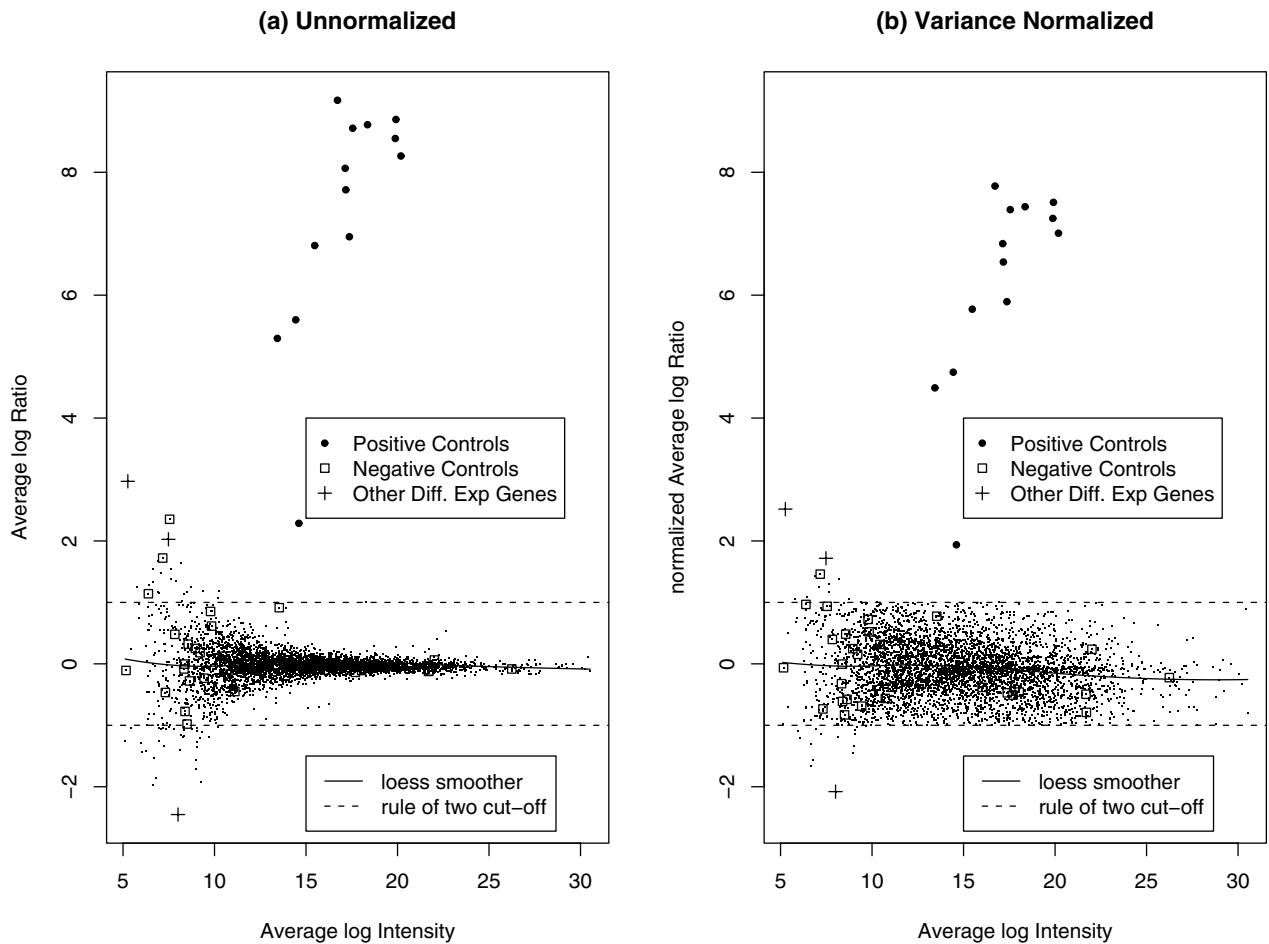 (a) Unnormalized
Average log Ratio
8
6
4
2
0
−2
Positive Controls
Negative Controls
Other Diff. Exp Genes
loess smoother
rule of two cut−off
5 10 15 20 25 30
Average log Intensity
(b) Variance Normalized
normalized Average log Ratio
8
6
4
2
0
−2
Positive Controls
Negative Controls
Other Diff. Exp Genes
loess smoother
rule of two cut−off
5 10 15 20 25 30
Average log Intensity